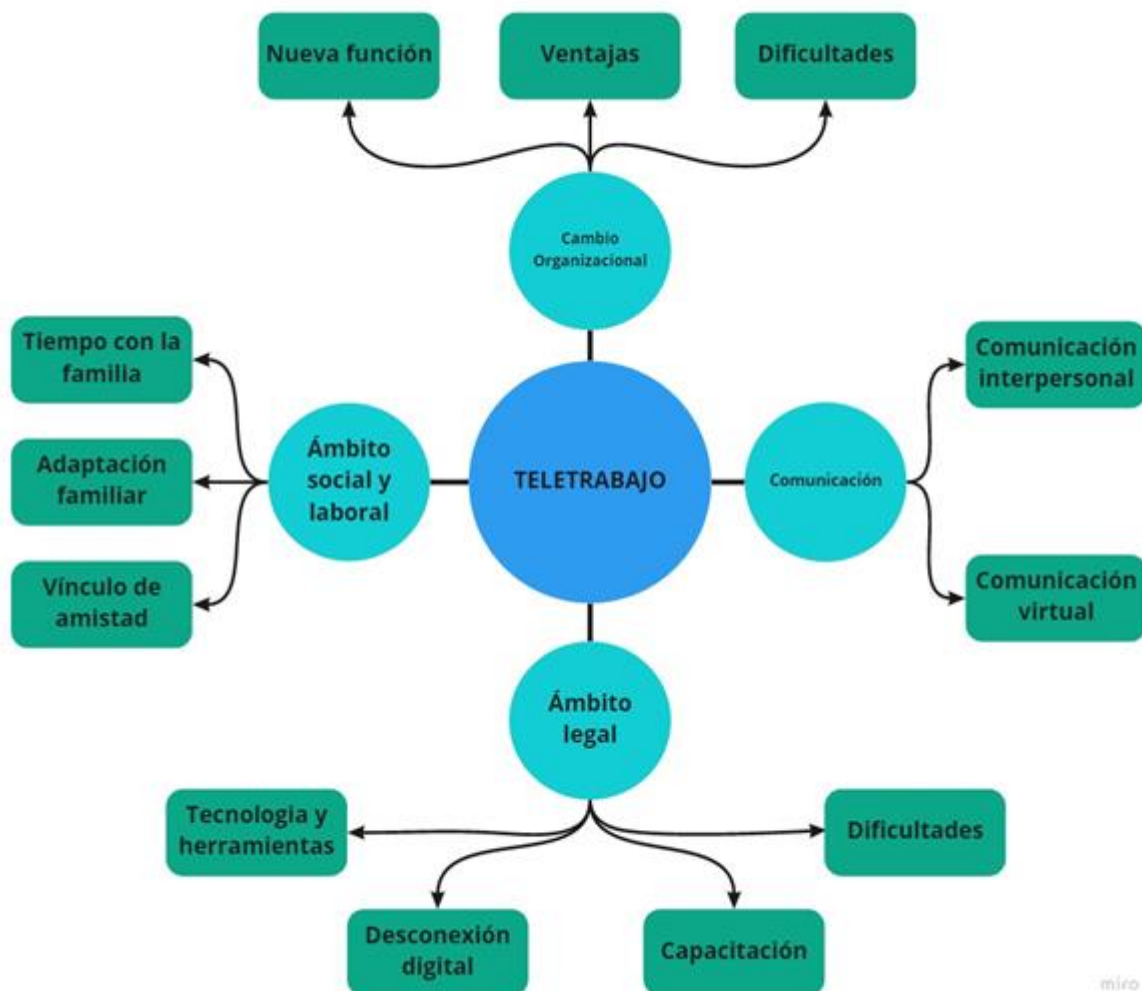 Nueva función
Ventajas
Dificultades
Cambio
Organizacional
Tiempo con la
familia
Adaptación
familiar
Vínculo de
amistad
Ámbito
social y
laboral
TELETRABAJO
Comunicación
Comunicación
interpersonal
Comunicación
virtual
Ámbito
legal
Tecnologia y
herramientas
Desconexión
digital
Capacitación
Dificultades
miro